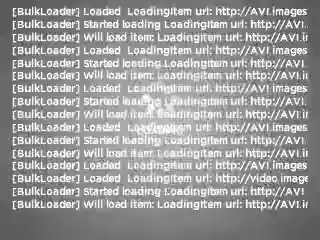 [BulkLoader] Loaded LoadingItem url: http://AV1.images
[BulkLoader] Started loading LoadingItem url: http://AV1
[BulkLoader] Will load item: LoadingItem url: http://AV1.i
[BulkLoader] Loaded LoadingItem url: http://AV1.images
[BulkLoader] Started loading LoadingItem url: http://AV1
[BulkLoader] Will load item: LoadingItem url: http://AV1.i
[BulkLoader] Loaded LoadingItem url: http://AV1.images
[BulkLoader] Started loading LoadingItem url: http://AV1
[BulkLoader] Will load item: LoadingItem url: http://AV1.i
[BulkLoader] Loaded LoadingItem url: http://AV1.images
[BulkLoader] Started loading LoadingItem url: http://AV1
[BulkLoader] Will load item: LoadingItem url: http://AV1.i
[BulkLoader] Loaded LoadingItem url: http://AV1.images
[BulkLoader] Loaded LoadingItem url: http://video.image
[BulkLoader] Started loading LoadingItem url: http://AV1
[BulkLoader] Will load item: LoadingItem url: http://AV1.i